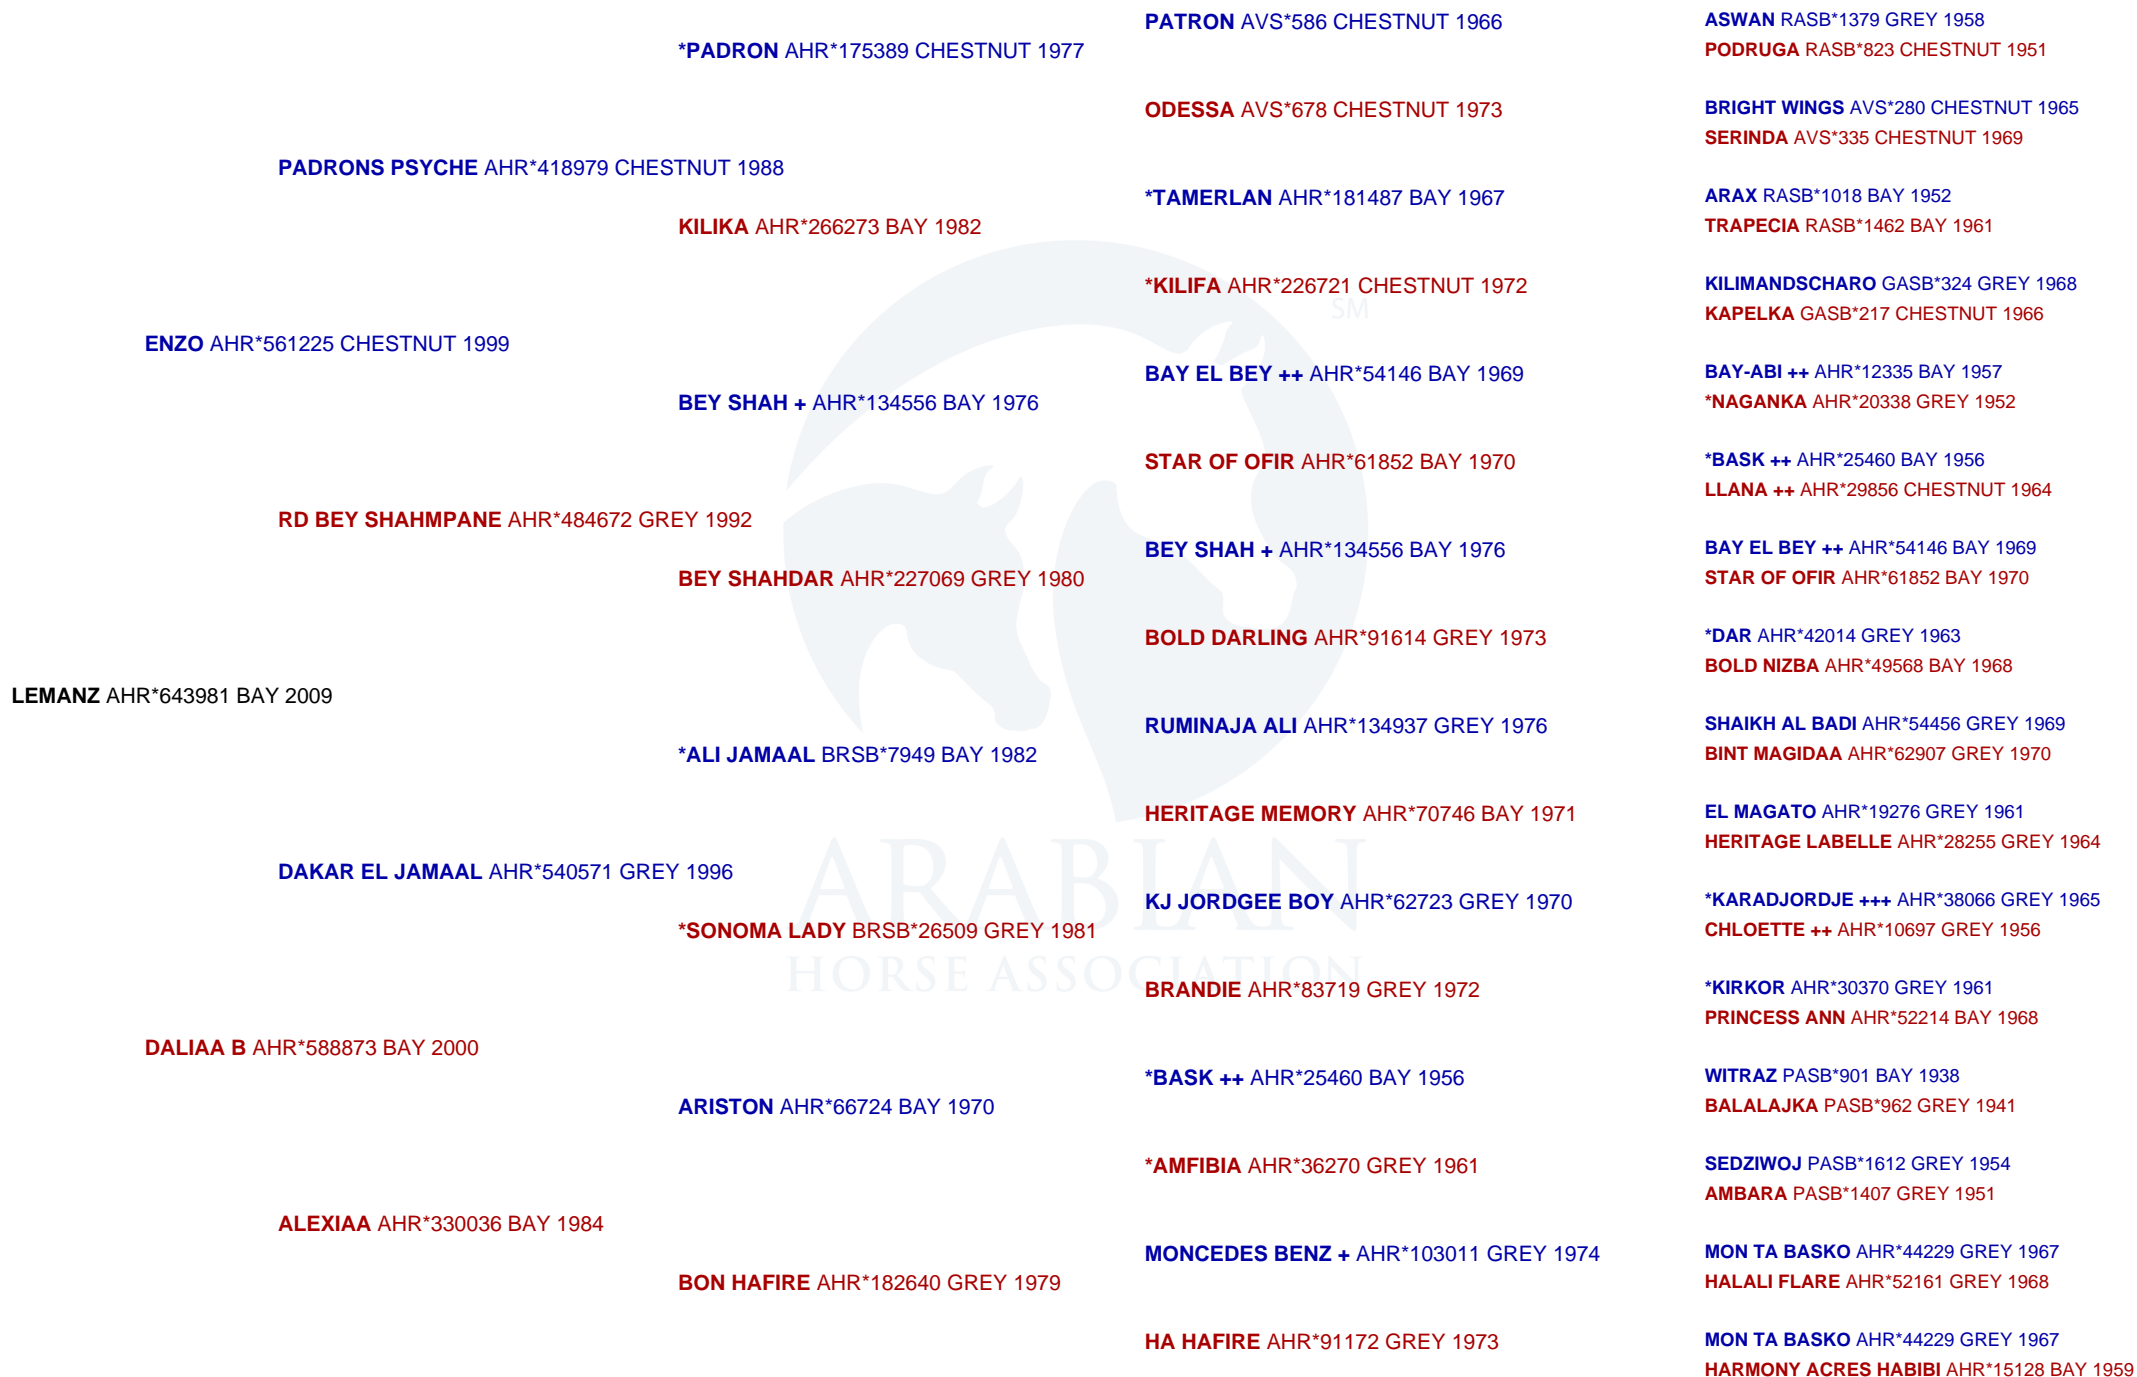 PATRON AVS*586 CHESTNUT 1966
ASWAN RASB*1379 GREY 1958
*PADRON AHR*175389 CHESTNUT 1977
PODRUGA RASB*823 CHESTNUT 1951
ODESSA AVS*678 CHESTNUT 1973
BRIGHT WINGS AVS*280 CHESTNUT 1965
SERINDA AVS*335 CHESTNUT 1969
PADRONS PSYCHE AHR*418979 CHESTNUT 1988
*TAMERLAN AHR*181487 BAY 1967
ARAX RASB*1018 BAY 1952
KILIKA AHR*266273 BAY 1982
TRAPECIA RASB*1462 BAY 1961
*KILIFA AHR*226721 CHESTNUT 1972
KILIMANDSCHARO GASB*324 GREY 1968
SM
KAPELKA GASB*217 CHESTNUT 1966
ENZO AHR*561225 CHESTNUT 1999
BAY EL BEY ++ AHR*54146 BAY 1969
BAY-ABI ++ AHR*12335 BAY 1957
BEY SHAH + AHR*134556 BAY 1976
*NAGANKA AHR*20338 GREY 1952
STAR OF OFIR AHR*61852 BAY 1970
*BASK ++ AHR*25460 BAY 1956
LLANA ++ AHR*29856 CHESTNUT 1964
RD BEY SHAHMPANE AHR*484672 GREY 1992
BEY SHAH + AHR*134556 BAY 1976
BAY EL BEY ++ AHR*54146 BAY 1969
BEY SHAHDAR AHR*227069 GREY 1980
STAR OF OFIR AHR*61852 BAY 1970
BOLD DARLING AHR*91614 GREY 1973
*DAR AHR*42014 GREY 1963
BOLD NIZBA AHR*49568 BAY 1968
LEMANZ AHR*643981 BAY 2009
RUMINAJA ALI AHR*134937 GREY 1976
SHAIKH AL BADI AHR*54456 GREY 1969
*ALI JAMAAL BRSB*7949 BAY 1982
BINT MAGIDAA AHR*62907 GREY 1970
HERITAGE MEMORY AHR*70746 BAY 1971
EL MAGATO AHR*19276 GREY 1961
HERITAGE LABELLE AHR*28255 GREY 1964
DAKAR EL JAMAAL AHR*540571 GREY 1996
ARABIAN
KJ JORDGEE BOY AHR*62723 GREY 1970
*KARADJORDJE +++ AHR*38066 GREY 1965
*SONOMA LADY BRSB*26509 GREY 1981
CHLOETTE ++ AHR*10697 GREY 1956
HORSE ASSOCIATION
BRANDIE AHR*83719 GREY 1972
*KIRKOR AHR*30370 GREY 1961
PRINCESS ANN AHR*52214 BAY 1968
DALIAA B AHR*588873 BAY 2000
*BASK ++ AHR*25460 BAY 1956
WITRAZ PASB*901 BAY 1938
ARISTON AHR*66724 BAY 1970
BALALAJKA PASB*962 GREY 1941
*AMFIBIA AHR*36270 GREY 1961
SEDZIWOJ PASB*1612 GREY 1954
AMBARA PASB*1407 GREY 1951
ALEXIAA AHR*330036 BAY 1984
MONCEDES BENZ + AHR*103011 GREY 1974
MON TA BASKO AHR*44229 GREY 1967
BON HAFIRE AHR*182640 GREY 1979
HALALI FLARE AHR*52161 GREY 1968
HA HAFIRE AHR*91172 GREY 1973
MON TA BASKO AHR*44229 GREY 1967
HARMONY ACRES HABIBI AHR*15128 BAY 1959